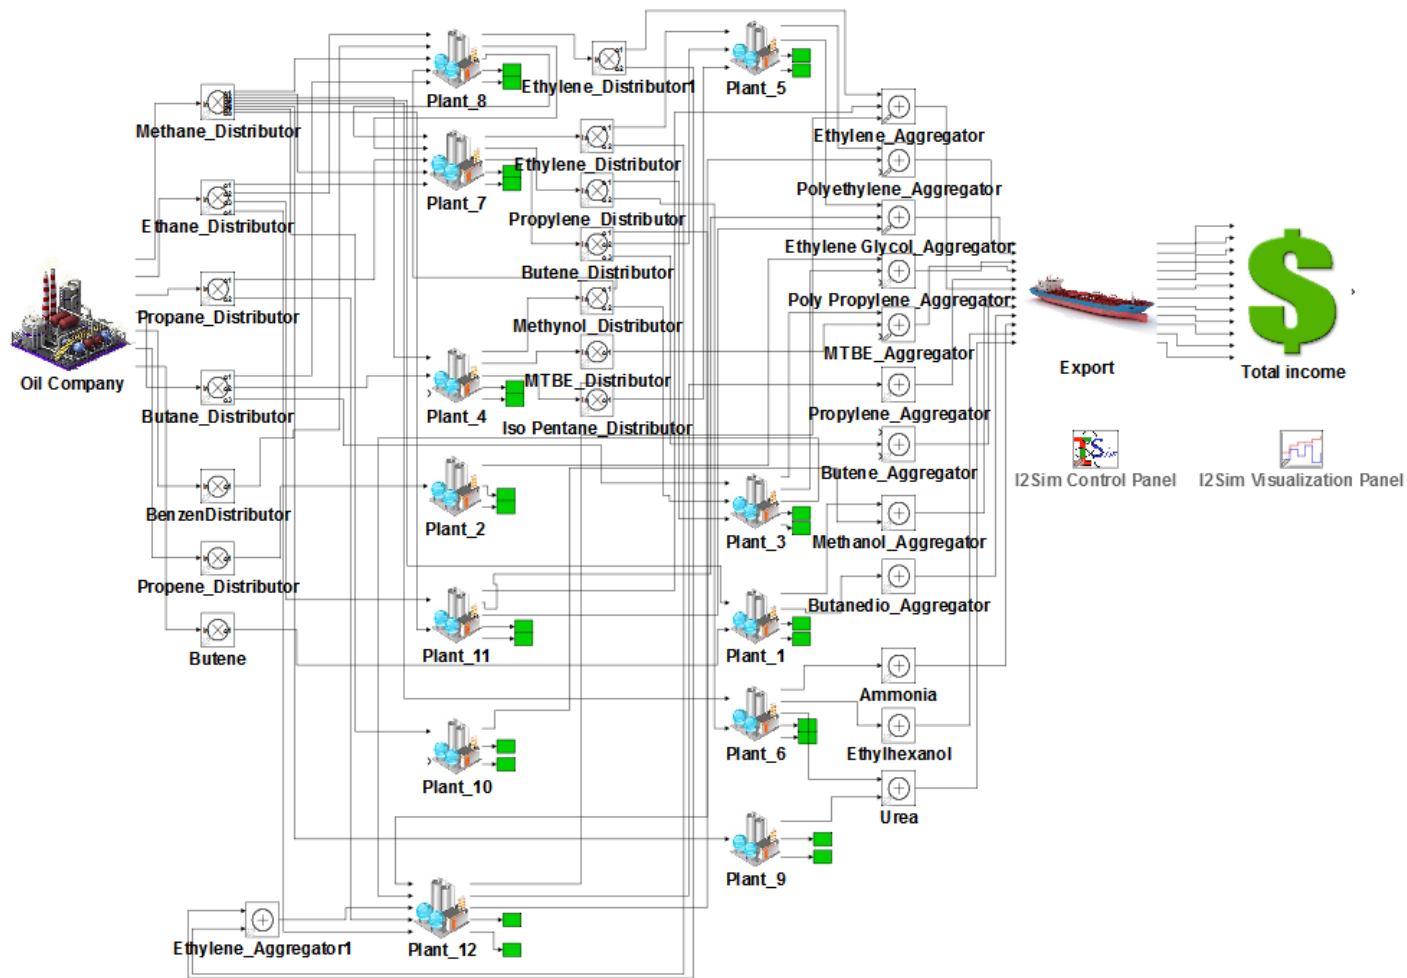 Ethylene_Distributor1
Plant_5
Plant_8
Methane_Distributor
Ethylene_Aggregator
Ethylene_Distributor
Polyethylene_Aggregator
Plant_7
Ethane_Distributor
Propylene_Distributor
Ethylene Glycol_Aggregator
Butene_Distributor
Poly Propylene_Aggregator
Propane_Distributor
Methynol_Distributor
MTBE_Aggregator
Oil Company
Export
Total income
MTBE_Distributor
Butane_Distributor
Plant_4
Propylene_Aggregator
Iso Pentane_Distributor
Butene_Aggregator
I2Sim Control Panel
I2Sim Visualization Panel
BenzenDistributor
Plant_2
Plant_3
Methanol_Aggregator
Propene_Distributor
Butanedio_Aggregator
Butene
Plant_11
Plant_1
Ammonia
Plant_6
Ethylhexanol
Plant_10
Urea
Plant_9
Ethylene_Aggregator1
Plant_12